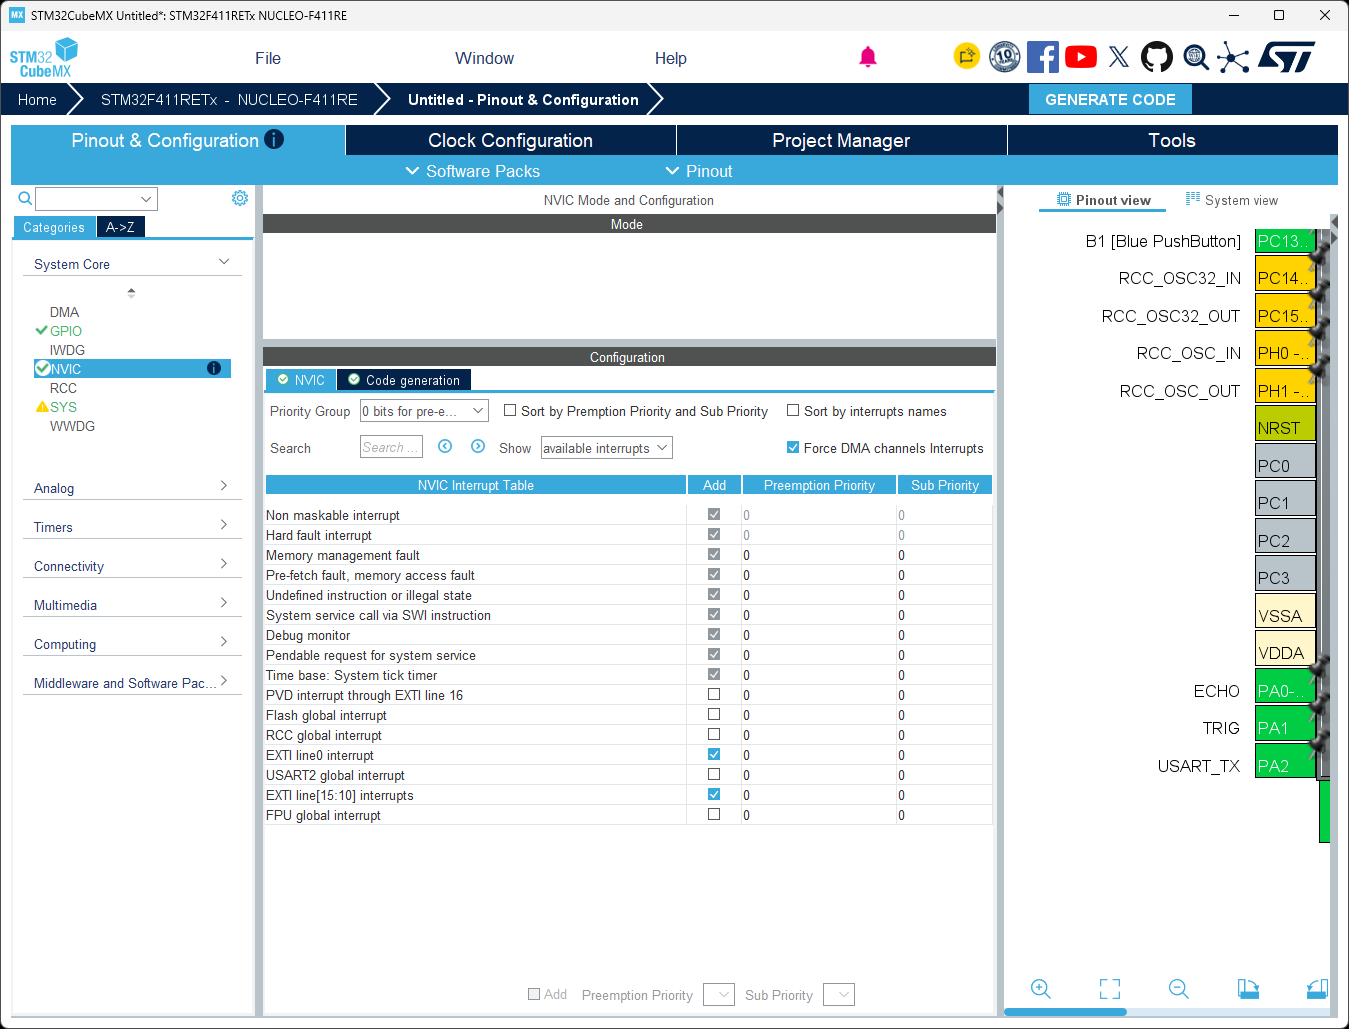 MX STM32CubeMX Untitled*: STM32F411RETx NUCLEO-F411RE
STM32
CubeMX
File
Window
Help
10
ST
Home
STM32F411RETx - NUCLEO-F411RE
Untitled - Pinout & Configuration
GENERATE CODE
Pinout & Configuration
Clock Configuration
Project Manager
Tools
Software Packs
Pinout
Categories
A->Z
System Core
DMA
GPIO
IWDG
NVIC
RCC
SYS
WWDG
Analog
Timers
Connectivity
Multimedia
Computing
Middleware and Software Pac...
NVIC Mode and Configuration
Mode
Configuration
NVIC
Code generation
Priority Group
0 bits for pre-e...
Sort by Premption Priority and Sub Priority
Sort by interrupts names
Search
Search ...
Show
available interrupts
Force DMA channels Interrupts
NVIC Interrupt Table Add Preemption Priority Sub Priority
Non maskable interrupt 0 0
Hard fault interrupt 0 0
Memory management fault 0 0
Pre-fetch fault, memory access fault 0 0
Undefined instruction or illegal state 0 0
System service call via SWI instruction 0 0
Debug monitor 0 0
Pendable request for system service 0 0
Time base: System tick timer 0 0
PVD interrupt through EXTI line 16 0 0
Flash global interrupt 0 0
RCC global interrupt 0 0
EXTI line0 interrupt 0 0
USART2 global interrupt 0 0
EXTI line[15:10] interrupts 0 0
FPU global interrupt 0 0
Add
Preemption Priority
Sub Priority
Pinout view
System view
B1 [Blue PushButton] PC13..
RCC_OSC32_IN PC14..
RCC_OSC32_OUT PC15..
RCC_OSC_IN PH0 -..
RCC_OSC_OUT PH1 -..
NRST
PC0
PC1
PC2
PC3
VSSA
VDDA
ECHO PA0-..
TRIG PA1
USART_TX PA2